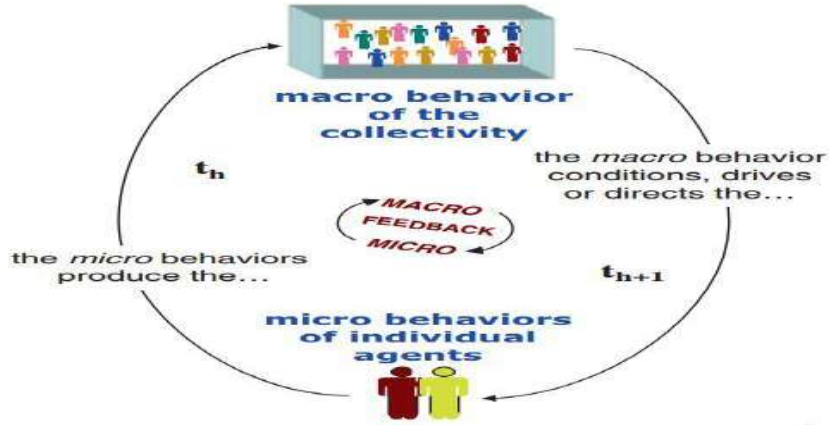 macro behavior
of the
collectivity
t_h
the macro behavior
conditions, drives
or directs the...
MACRO
FEEDBACK
MICRO
the micro behaviors
produce the...
t_{h+1}
micro behaviors
of individual
agents